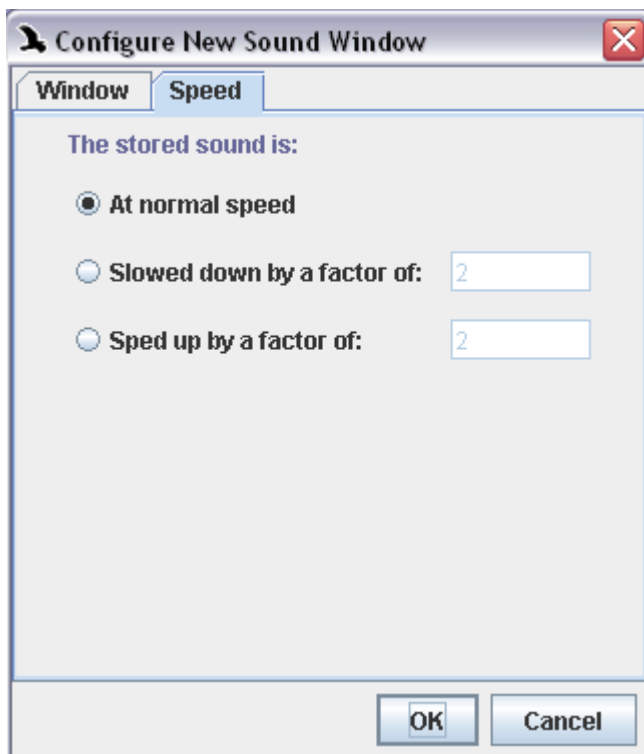 Configure New Sound Window
Window Speed
The stored sound is:
At normal speed
Slowed down by a factor of: 2
Sped up by a factor of: 2
OK Cancel